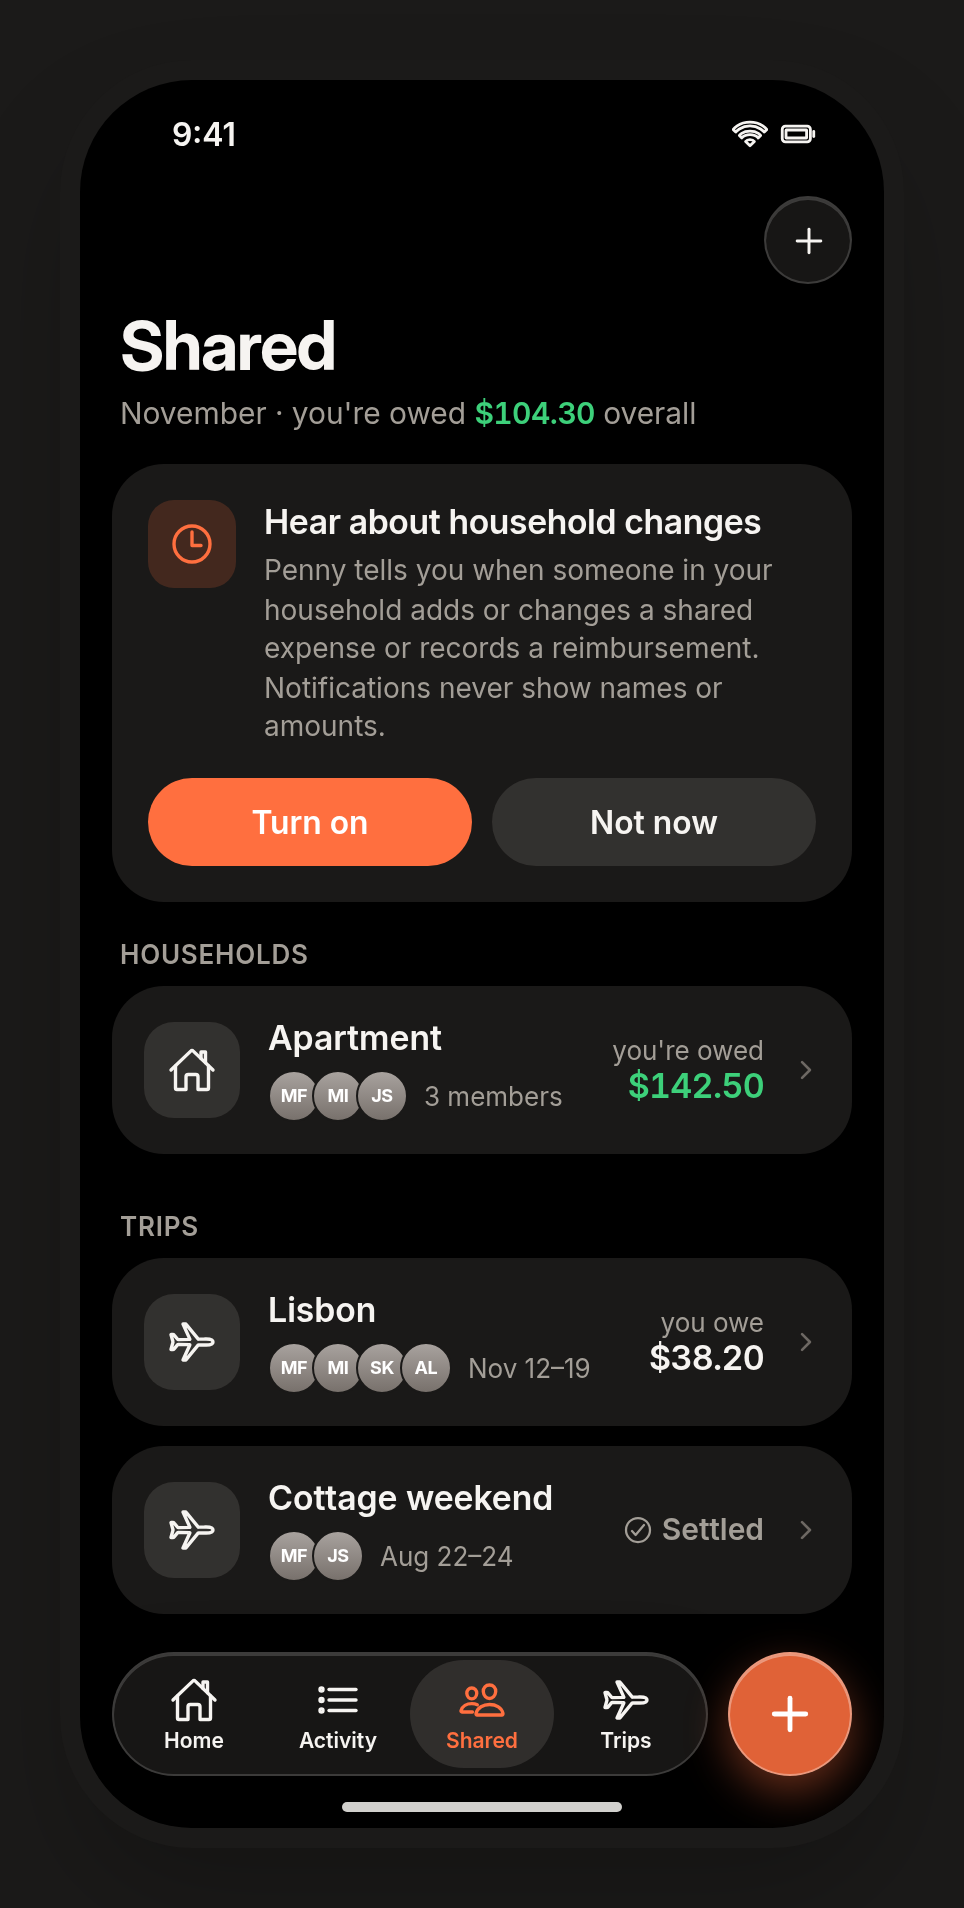 9:41
Shared
November · you're owed $104.30 overall
Hear about household changes
Penny tells you when someone in your
household adds or changes a shared
expense or records a reimbursement.
Notifications never show names or
amounts.
Turn on
Not now
HOUSEHOLDS
Apartment
MF MI JS 3 members
you're owed
$142.50
TRIPS
Lisbon
MF MI SK AL Nov 12–19
you owe
$38.20
Cottage weekend
MF JS Aug 22–24
Settled
Home
Activity
Shared
Trips